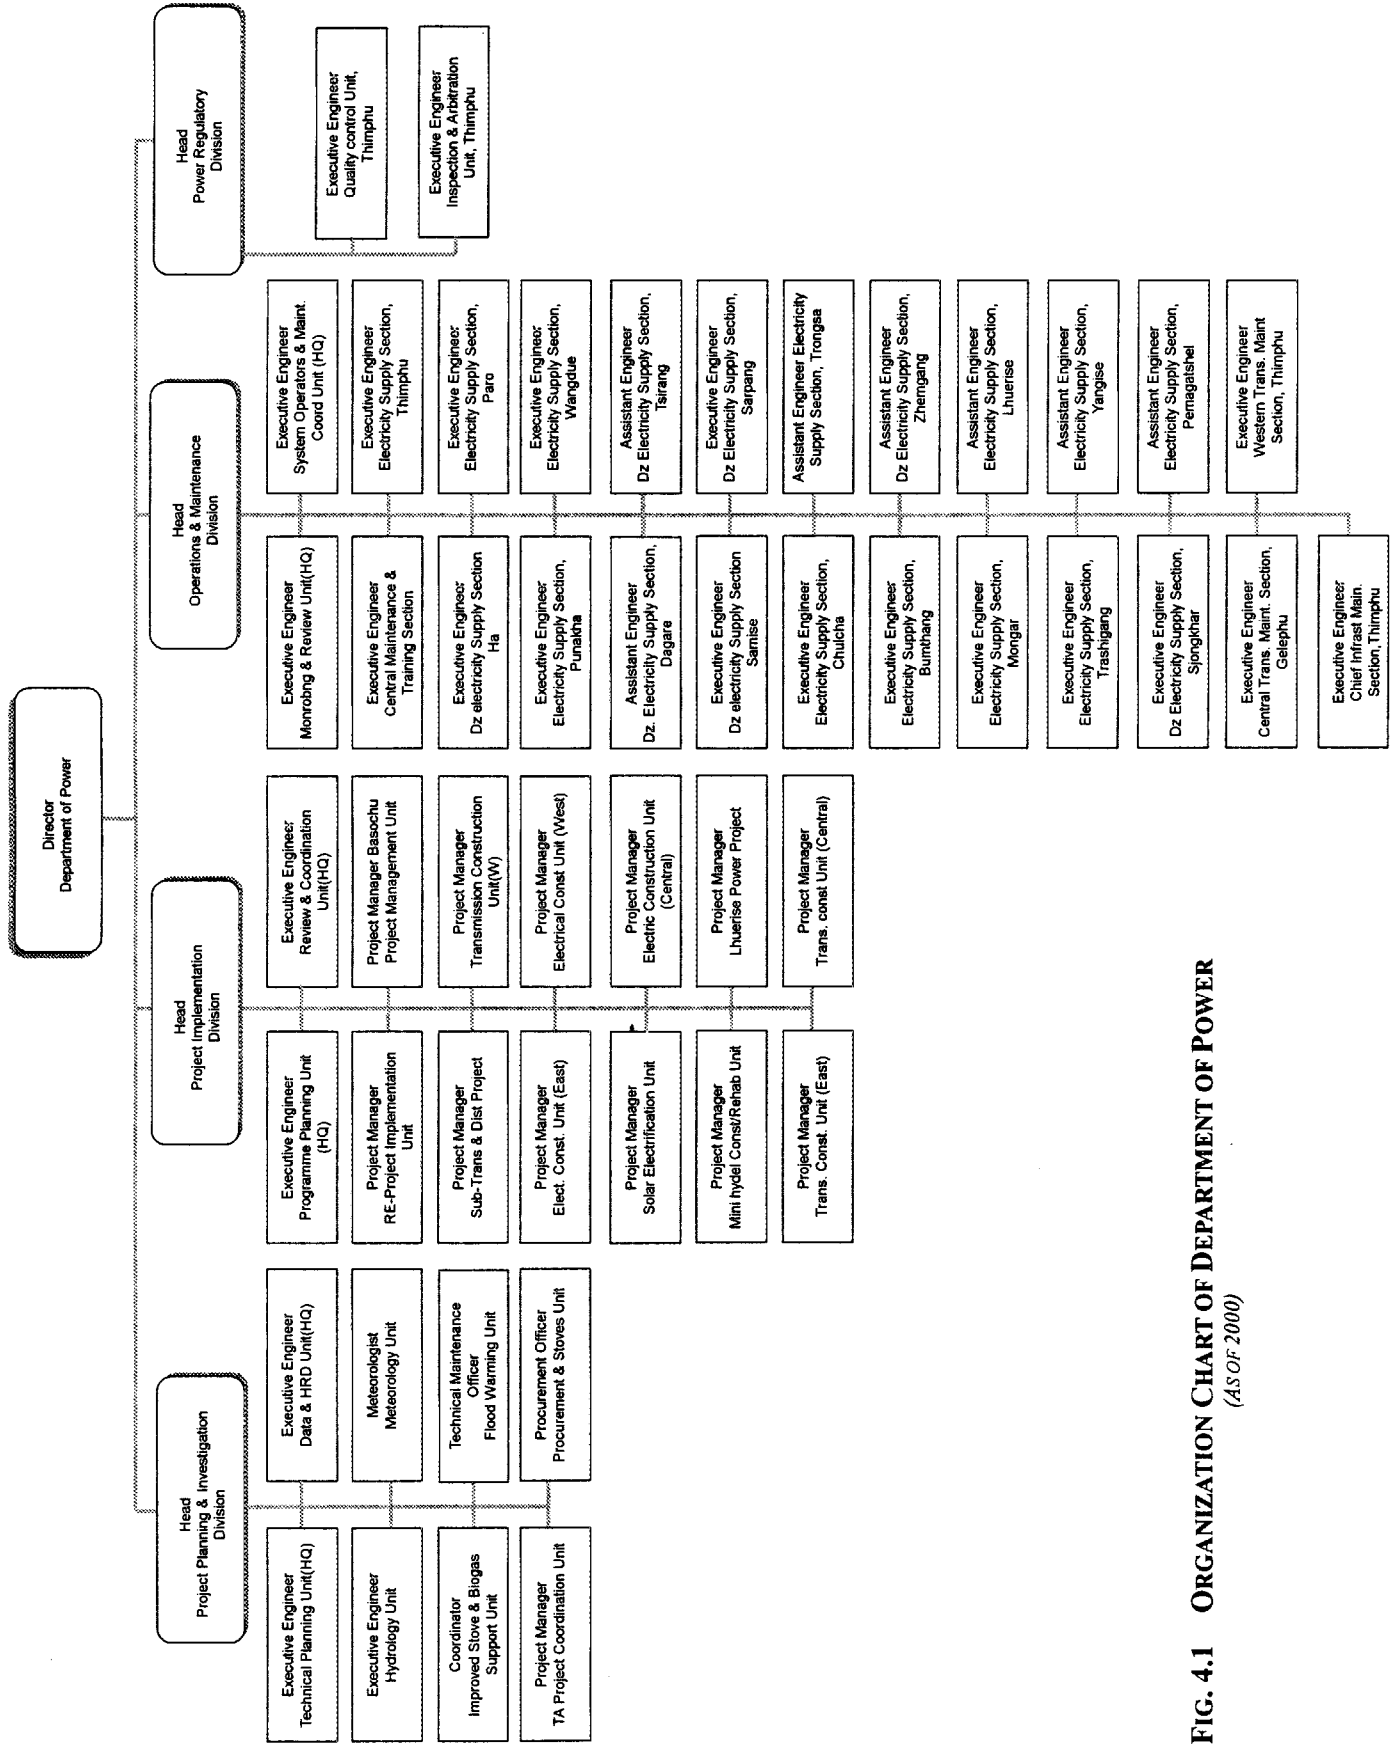 Director
Department of Power
Head
Project Planning & Investigation
Division
Head
Project Implementation
Division
Head
Operations & Maintenance
Division
Head
Power Regulatory
Division
Executive Engineer
Technical Planning Unit(HQ)
Executive Engineer
Data & HRD Unit(HQ)
Executive Engineer
Hydrology Unit
Meteorologist
Meteorology Unit
Coordinator
Improved Stove & Biogas
Support Unit
Technical Maintenance
Officer
Flood Warming Unit
Project Manager
TA Project Coordination Unit
Procurement Officer
Procurement & Stoves Unit
Executive Engineer
Programme Planning Unit
(HQ)
Executive Engineer
Review & Coordination
Unit(HQ)
Project Manager
RE-Project Implementation
Unit
Project Manager Basochu
Project Management Unit
Project Manager
Sub-Trans & Dist Project
Project Manager
Transmission Construction
Unit(W)
Project Manager
Elect. Const. Unit (East)
Project Manager
Electrical Const Unit (West)
Project Manager
Solar Electrification Unit
Project Manager
Electric Construction Unit
(Central)
Project Manager
Mini hydel Const/Rehab Unit
Project Manager
Lhuerise Power Project
Project Manager
Trans. Const. Unit (East)
Project Manager
Trans. const Unit (Central)
Executive Engineer
Monrobng & Review Unit(HQ)
Executive Engineer
System Operators & Maint.
Coord Unit (HQ)
Executive Engineer
Central Maintenance &
Training Section
Executive Engineer
Electricity Supply Section,
Thimphu
Executive Engineer
Dz electricity Supply Section
Ha
Executive Engineer
Electricity Supply Section,
Paro
Executive Engineer
Electricity Supply Section,
Punakha
Executive Engineer
Electricity Supply Section,
Wangdue
Assistant Engineer
Dz. Electricity Supply Section,
Dagare
Assistant Engineer
Dz Electricity Supply Section,
Tsirang
Executive Engineer
Dz electricity Supply Section
Samise
Executive Engineer
Dz Electricity Supply Section,
Sarpang
Executive Engineer
Electricity Supply Section,
Chulcha
Assistant Engineer Electricity
Supply Section, Trongsa
Executive Engineer
Electricity Supply Section,
Bumthang
Assistant Engineer
Dz Electricity Supply Section,
Zhemgang
Executive Engineer
Electricity Supply Section,
Mongar
Assistant Engineer
Electricity Supply Section,
Lhuerise
Executive Engineer
Electricity Supply Section,
Trashigang
Assistant Engineer
Electricity Supply Section,
Yangise
Executive Engineer
Dz Electricity Supply Section,
Sjongkhar
Assistant Engineer
Electricity Supply Section,
Pemagatshel
Executive Engineer
Central Trans. Maint. Section,
Gelephu
Executive Engineer
Western Trans. Maint
Section, Thimphu
Executive Engineer
Chief Infrast Main.
Section, Thimphu
Executive Engineer
Quality control Unit,
Thimphu
Executive Engineer
Inspection & Arbitration
Unit, Thimphu
FIG. 4.1 ORGANIZATION CHART OF DEPARTMENT OF POWER
(AS OF 2000)